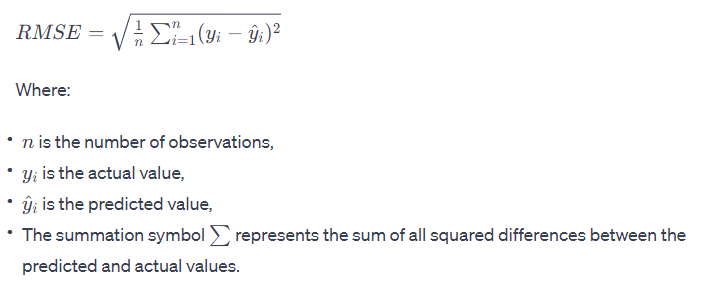 RMSE = √(1/n ∑ⁿᵢ₌₁(yᵢ − ŷᵢ)²)
Where:
• n is the number of observations,
• yᵢ is the actual value,
• ŷᵢ is the predicted value,
• The summation symbol ∑ represents the sum of all squared differences between the
predicted and actual values.